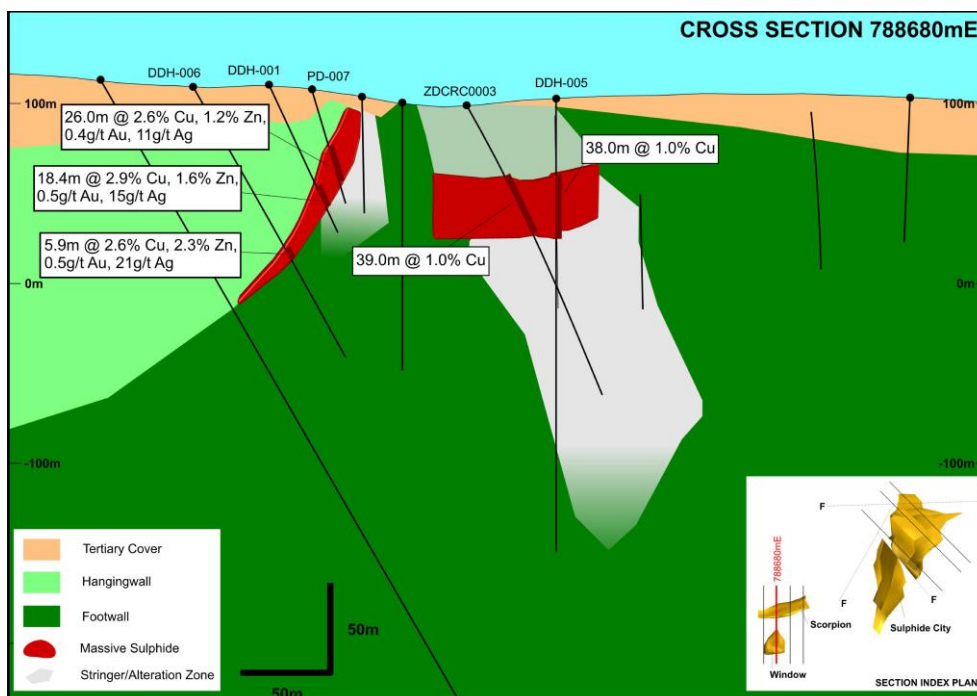 CROSS SECTION 788680mE
DDH-006
DDH-001
PD-007
ZDCRC0003
DDH-005
100m
100m
26.0m @ 2.6% Cu, 1.2% Zn,
0.4g/t Au, 11g/t Ag
38.0m @ 1.0% Cu
18.4m @ 2.9% Cu, 1.6% Zn,
0.5g/t Au, 15g/t Ag
5.9m @ 2.6% Cu, 2.3% Zn,
0.5g/t Au, 21g/t Ag
39.0m @ 1.0% Cu
0m
0m
-100m
-100m
Tertiary Cover
Hangingwall
Footwall
Massive Sulphide
Stringer/Alteration Zone
50m
50m
F
788680mE
F
F
Scorpion
Sulphide City
Window
SECTION INDEX PLAN